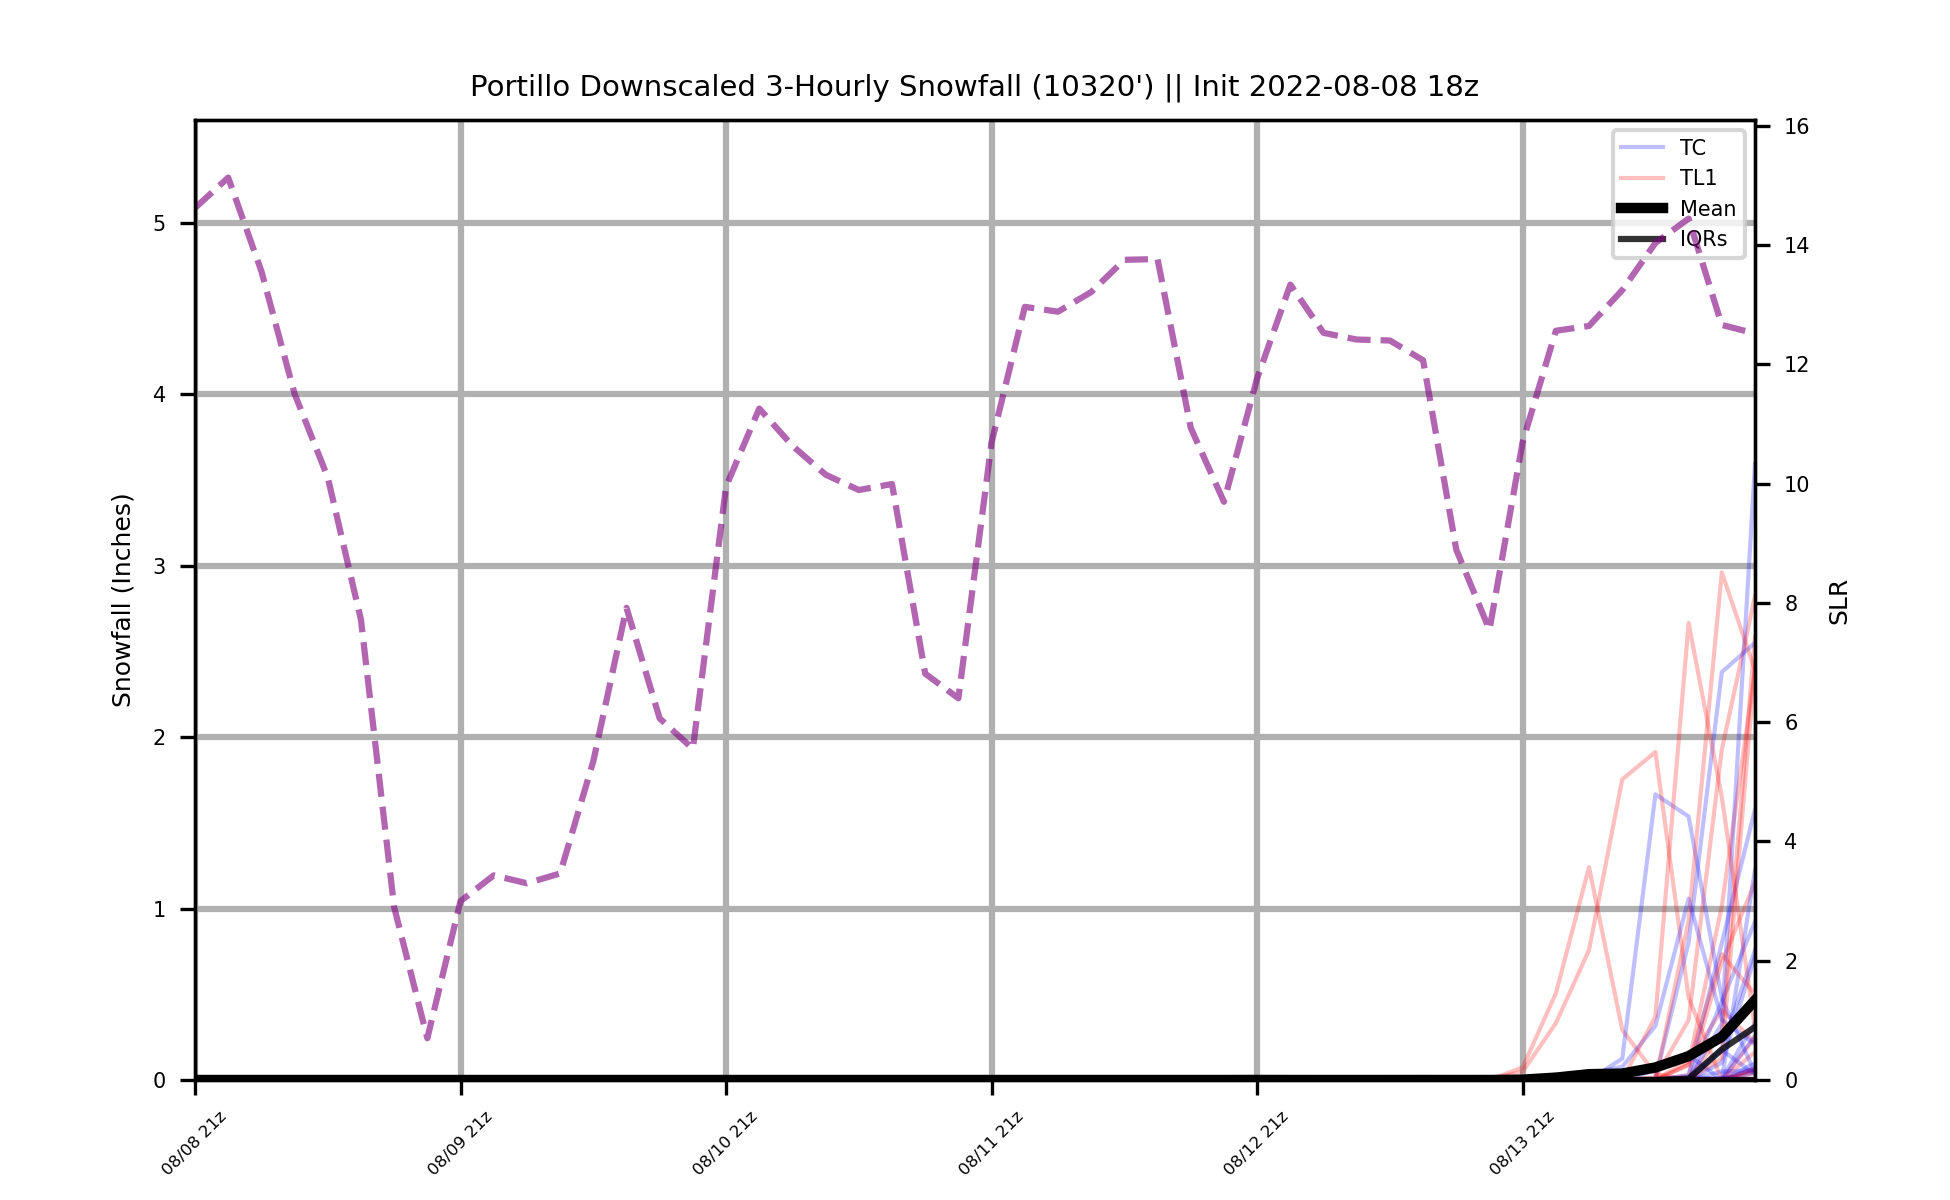 Portillo Downscaled 3-Hourly Snowfall (10320') || Init 2022-08-08 18z
TC
TL1
Mean
IQRs
Snowfall (Inches)
5
4
3
2
1
0
16
14
12
10
8
6
4
2
0
SLR
08/08 21z
08/09 21z
08/10 21z
08/11 21z
08/12 21z
08/13 21z